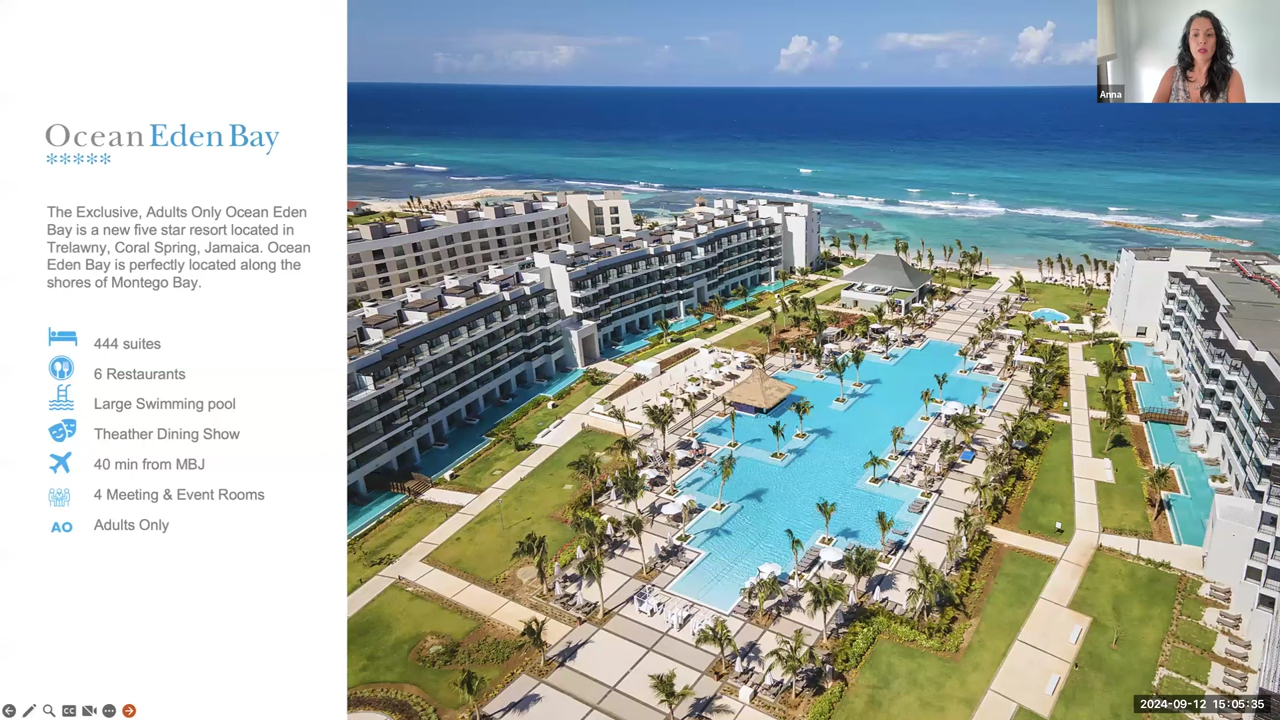 Ocean Eden Bay
*****
The Exclusive, Adults Only Ocean Eden
Bay is a new five star resort located in
Trelawny, Coral Spring, Jamaica. Ocean
Eden Bay is perfectly located along the
shores of Montego Bay.
444 suites
6 Restaurants
Large Swimming pool
Theather Dining Show
40 min from MBJ
4 Meeting & Event Rooms
AO Adults Only
Anna
CC
2024-09-12 15:05:35